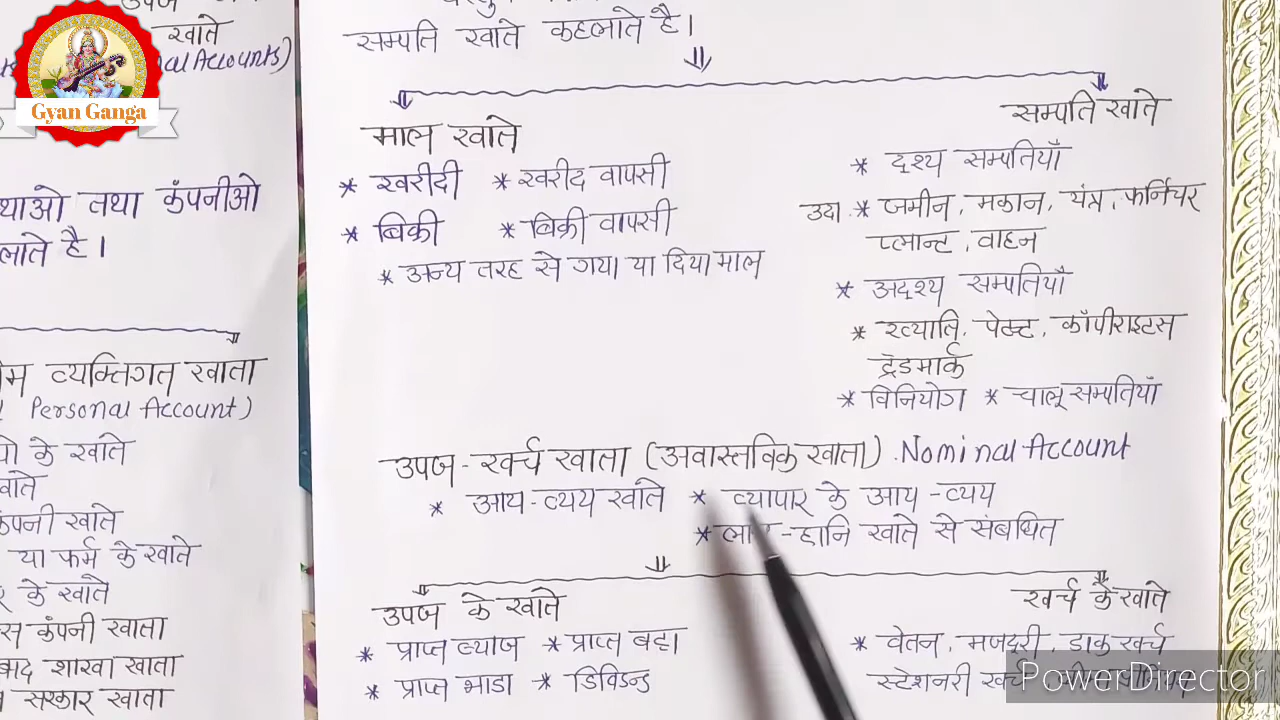 खाते
al Accounts)
Gyan Ganga
थाओ तथा कंपनीओ
लाते है।
व्यक्तिगत खाता
Personal Account)
के खाते
कंपनी खाते
या फर्म के खाते
के खाते
कंपनी खाता
शाखा खाता
सरकार खाता
सम्पति खाते कहलाते है।
माल खाते
* खरीदी * खरीद वापसी
* बिक्री * बिक्री वापसी
* अन्य तरह से गया या दिया माल
सम्पति खाते
* दृश्य सम्पतियाँ
उदा. * जमीन, मकान, यंत्र, फर्निचर
प्लान्ट, वाहन
* अदृश्य सम्पतियाँ
* ख्याति, पेटन्ट, कॉपीराइटस
ट्रेडमार्क
* विनियोग * चालू सम्पतियाँ
उपज - खर्च खाता (अवास्तविक खाता). Nominal Account
* आय - व्यय खाते * व्यापार के आय - व्यय
* लाभ - हानि खाते से संबधित
उपज के खाते
* प्राप्त ब्याज * प्राप्त बट्टा
* प्राप्त भाडा * डिविडन्ड
खर्च के खाते
* वेतन, मजदूरी, डाक खर्च
स्टेशनरी खर्च
PowerDirector